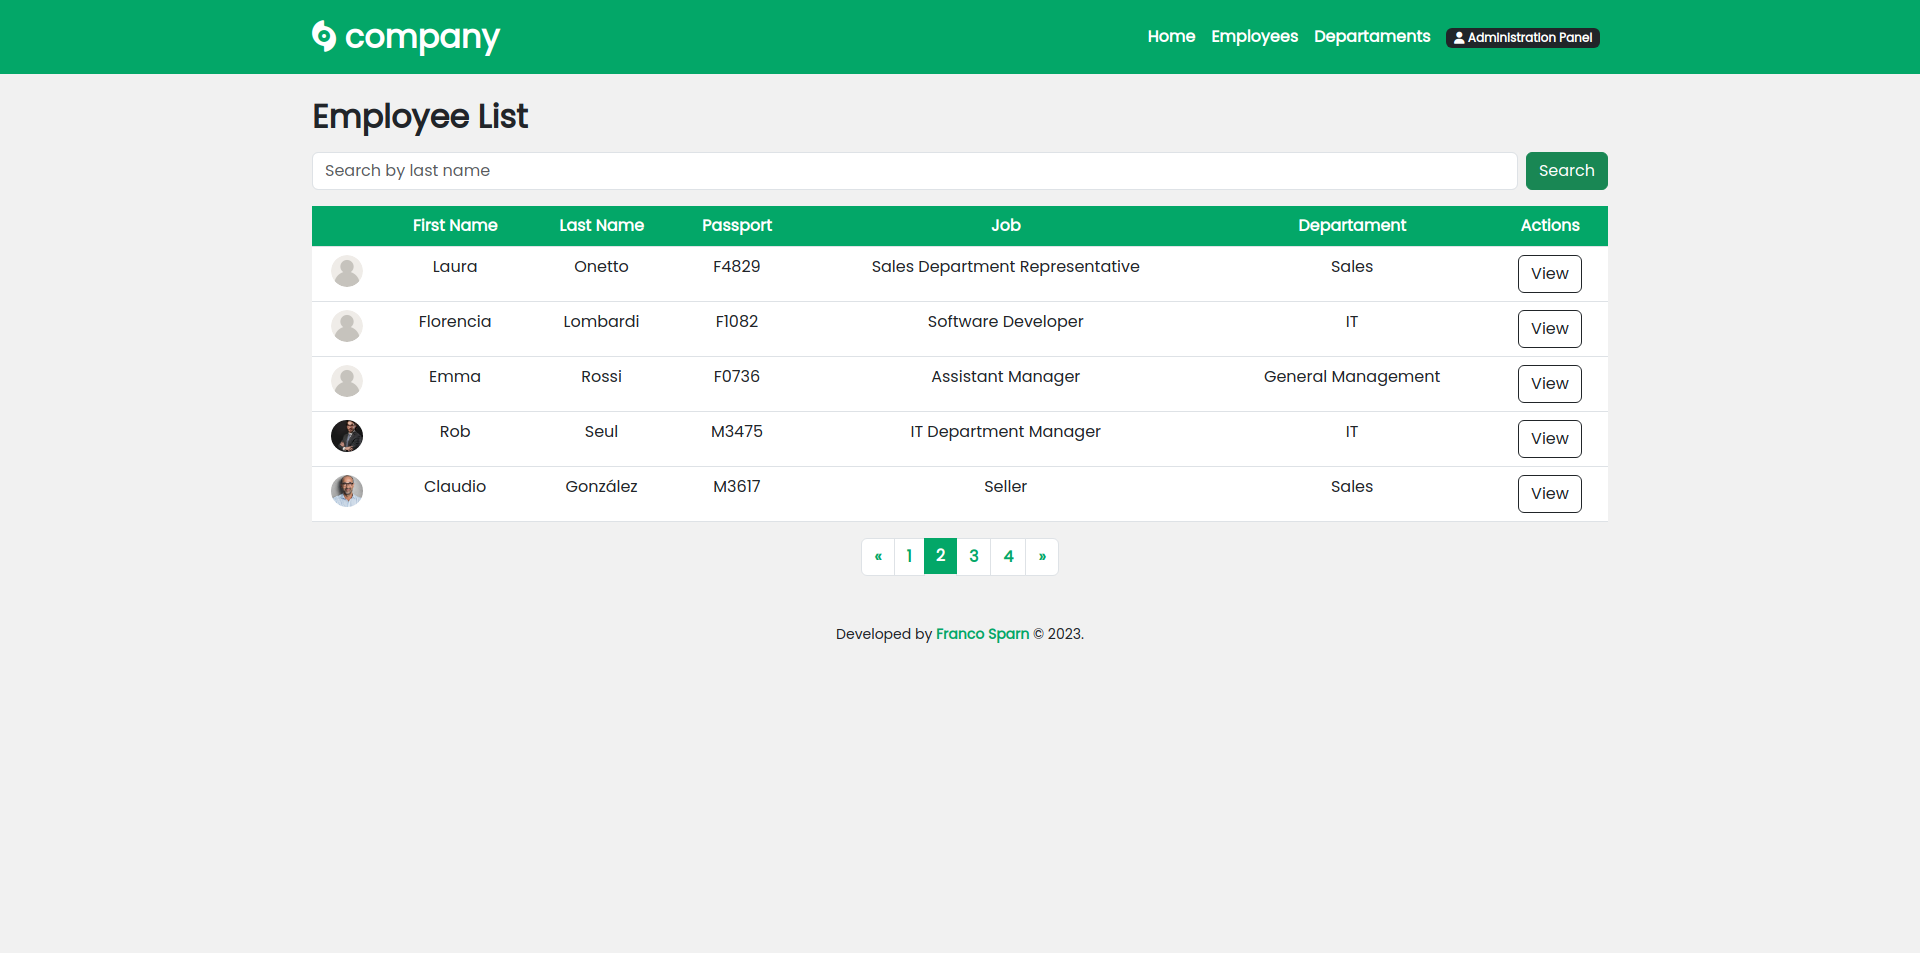 company
Home Employees Departaments Administration Panel
Employee List
Search by last name Search
First Name Last Name Passport Job Departament Actions
Laura Onetto F4829 Sales Department Representative Sales View
Florencia Lombardi F1082 Software Developer IT View
Emma Rossi F0736 Assistant Manager General Management View
Rob Seul M3475 IT Department Manager IT View
Claudio González M3617 Seller Sales View
« 1 2 3 4 »
Developed by Franco Sparn © 2023.